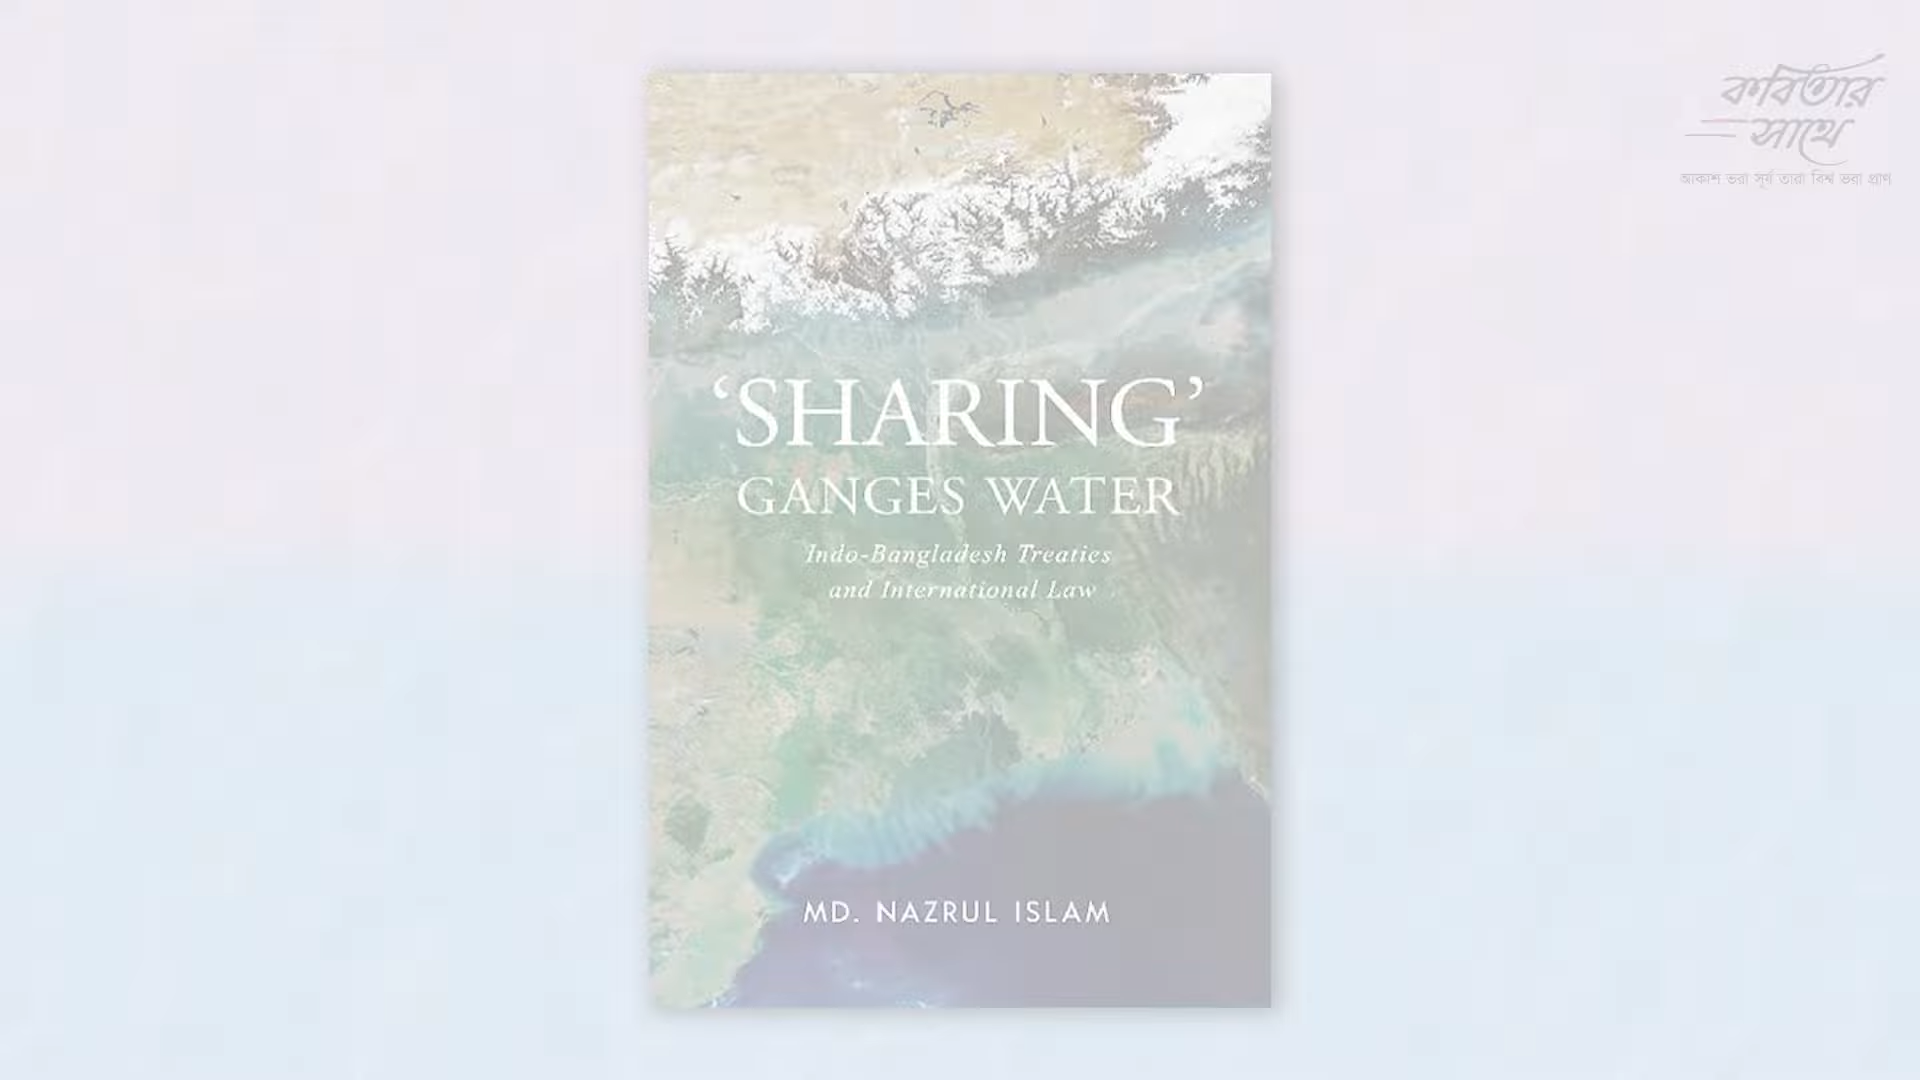 ‘SHARING’
GANGES WATER
Indo-Bangladesh Treaties
and International Law
MD. NAZRUL ISLAM
কবিতার
সাথে
আকাশ ভরা সূর্য তারা বিশ্ব ভরা প্রাণ